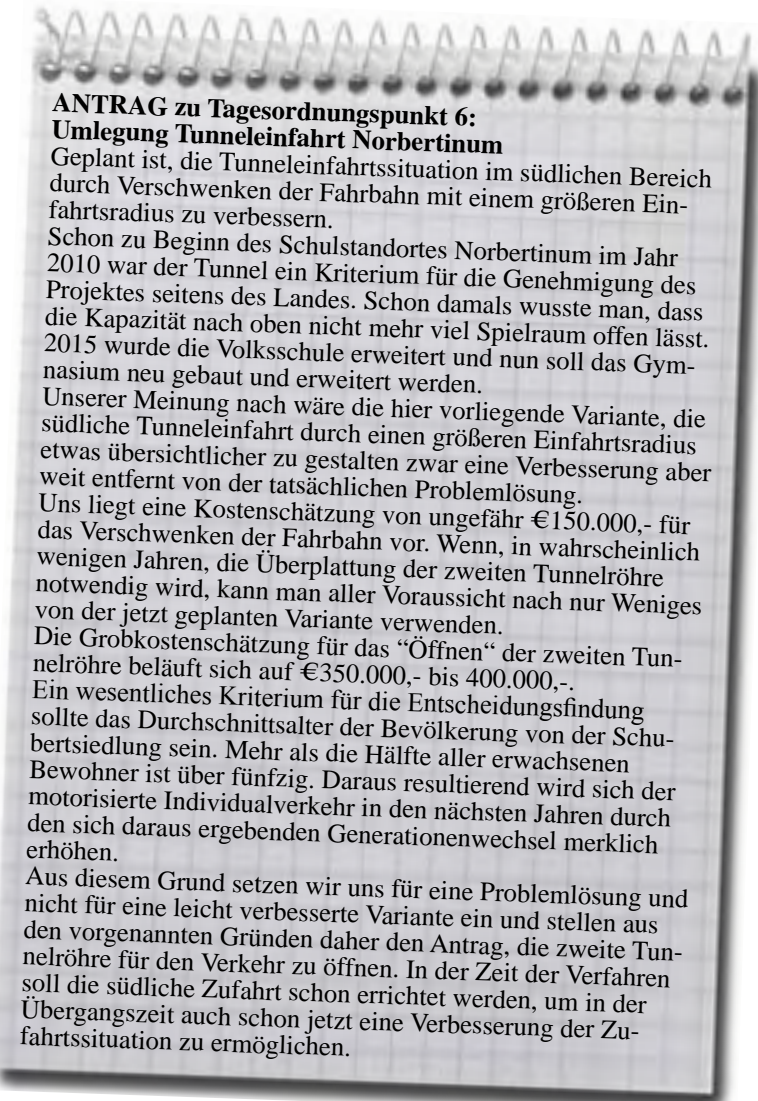 ANTRAG zu Tagesordnungspunkt 6:
Umlegung Tunneleinfahrt Norbertinum
Geplant ist, die Tunneleinfahrtssituation im südlichen Bereich
durch Verschwenken der Fahrbahn mit einem größeren Ein-
fahrtsradius zu verbessern.
Schon zu Beginn des Schulstandortes Norbertinum im Jahr
2010 war der Tunnel ein Kriterium für die Genehmigung des
Projektes seitens des Landes. Schon damals wusste man, dass
die Kapazität nach oben nicht mehr viel Spielraum offen lässt.
2015 wurde die Volksschule erweitert und nun soll das Gym-
nasium neu gebaut und erweitert werden.
Unserer Meinung nach wäre die hier vorliegende Variante, die
südliche Tunneleinfahrt durch einen größeren Einfahrtsradius
etwas übersichtlicher zu gestalten zwar eine Verbesserung aber
weit entfernt von der tatsächlichen Problemlösung.
Uns liegt eine Kostenschätzung von ungefähr €150.000,- für
das Verschwenken der Fahrbahn vor. Wenn, in wahrscheinlich
wenigen Jahren, die Überplattung der zweiten Tunnelröhre
notwendig wird, kann man aller Voraussicht nach nur Weniges
von der jetzt geplanten Variante verwenden.
Die Grobkostenschätzung für das “Öffnen“ der zweiten Tun-
nelröhre beläuft sich auf €350.000,- bis 400.000,-.
Ein wesentliches Kriterium für die Entscheidungsfindung
sollte das Durchschnittsalter der Bevölkerung von der Schu-
bertsiedlung sein. Mehr als die Hälfte aller erwachsenen
Bewohner ist über fünfzig. Daraus resultierend wird sich der
motorisierte Individualverkehr in den nächsten Jahren durch
den sich daraus ergebenden Generationenwechsel merklich
erhöhen.
Aus diesem Grund setzen wir uns für eine Problemlösung und
nicht für eine leicht verbesserte Variante ein und stellen aus
den vorgenannten Gründen daher den Antrag, die zweite Tun-
nelröhre für den Verkehr zu öffnen. In der Zeit der Verfahren
soll die südliche Zufahrt schon errichtet werden, um in der
Übergangszeit auch schon jetzt eine Verbesserung der Zu-
fahrtssituation zu ermöglichen.